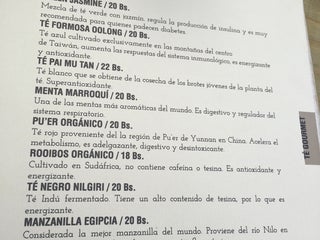 JASMINE / 20 Bs.
Mezcla de té verde con jazmín, regula la producción de insulina y es muy
recomendada para quienes padecen diabetes.
TÉ FORMOSA OOLONG / 20 Bs.
Té azul cultivado exclusivamente en las montañas del centro
de Taiwán, aumenta las respuestas del sistema inmunológico, es energizante
y antioxidante.
TÉ PAI MU TAN / 22 Bs.
Té blanca que se obtiene de la cosecha de los brotes jóvenes de la planta del
té. Superantioxidante.
MENTA MARROQUÍ / 20 Bs.
Una de las mentas más aromáticas del mundo. Es digestivo y regulador del
sistema respiratorio.
PU'ER ORGÁNICO / 20 Bs.
Té rojo proveniente del la región de Pu'er de Yunnan en China. Acelera el
metabolismo, es adelgazante, digestivo y desintoxicante.
ROOIBOS ORGÁNICO / 18 Bs.
Cultivado en Sudáfrica, no contiene cafeína o tesina. Es antioxidante y
energizante.
TÉ NEGRO NILGIRI / 20 Bs.
Té Indú fermentado. Tiene un alto contenido de tesina, por lo que es
energizante.
MANZANILLA EGIPCIA / 20 Bs.
Considerada la mejor manzanilla del mundo. Proviene del río Nilo en
TÉ GOURMET